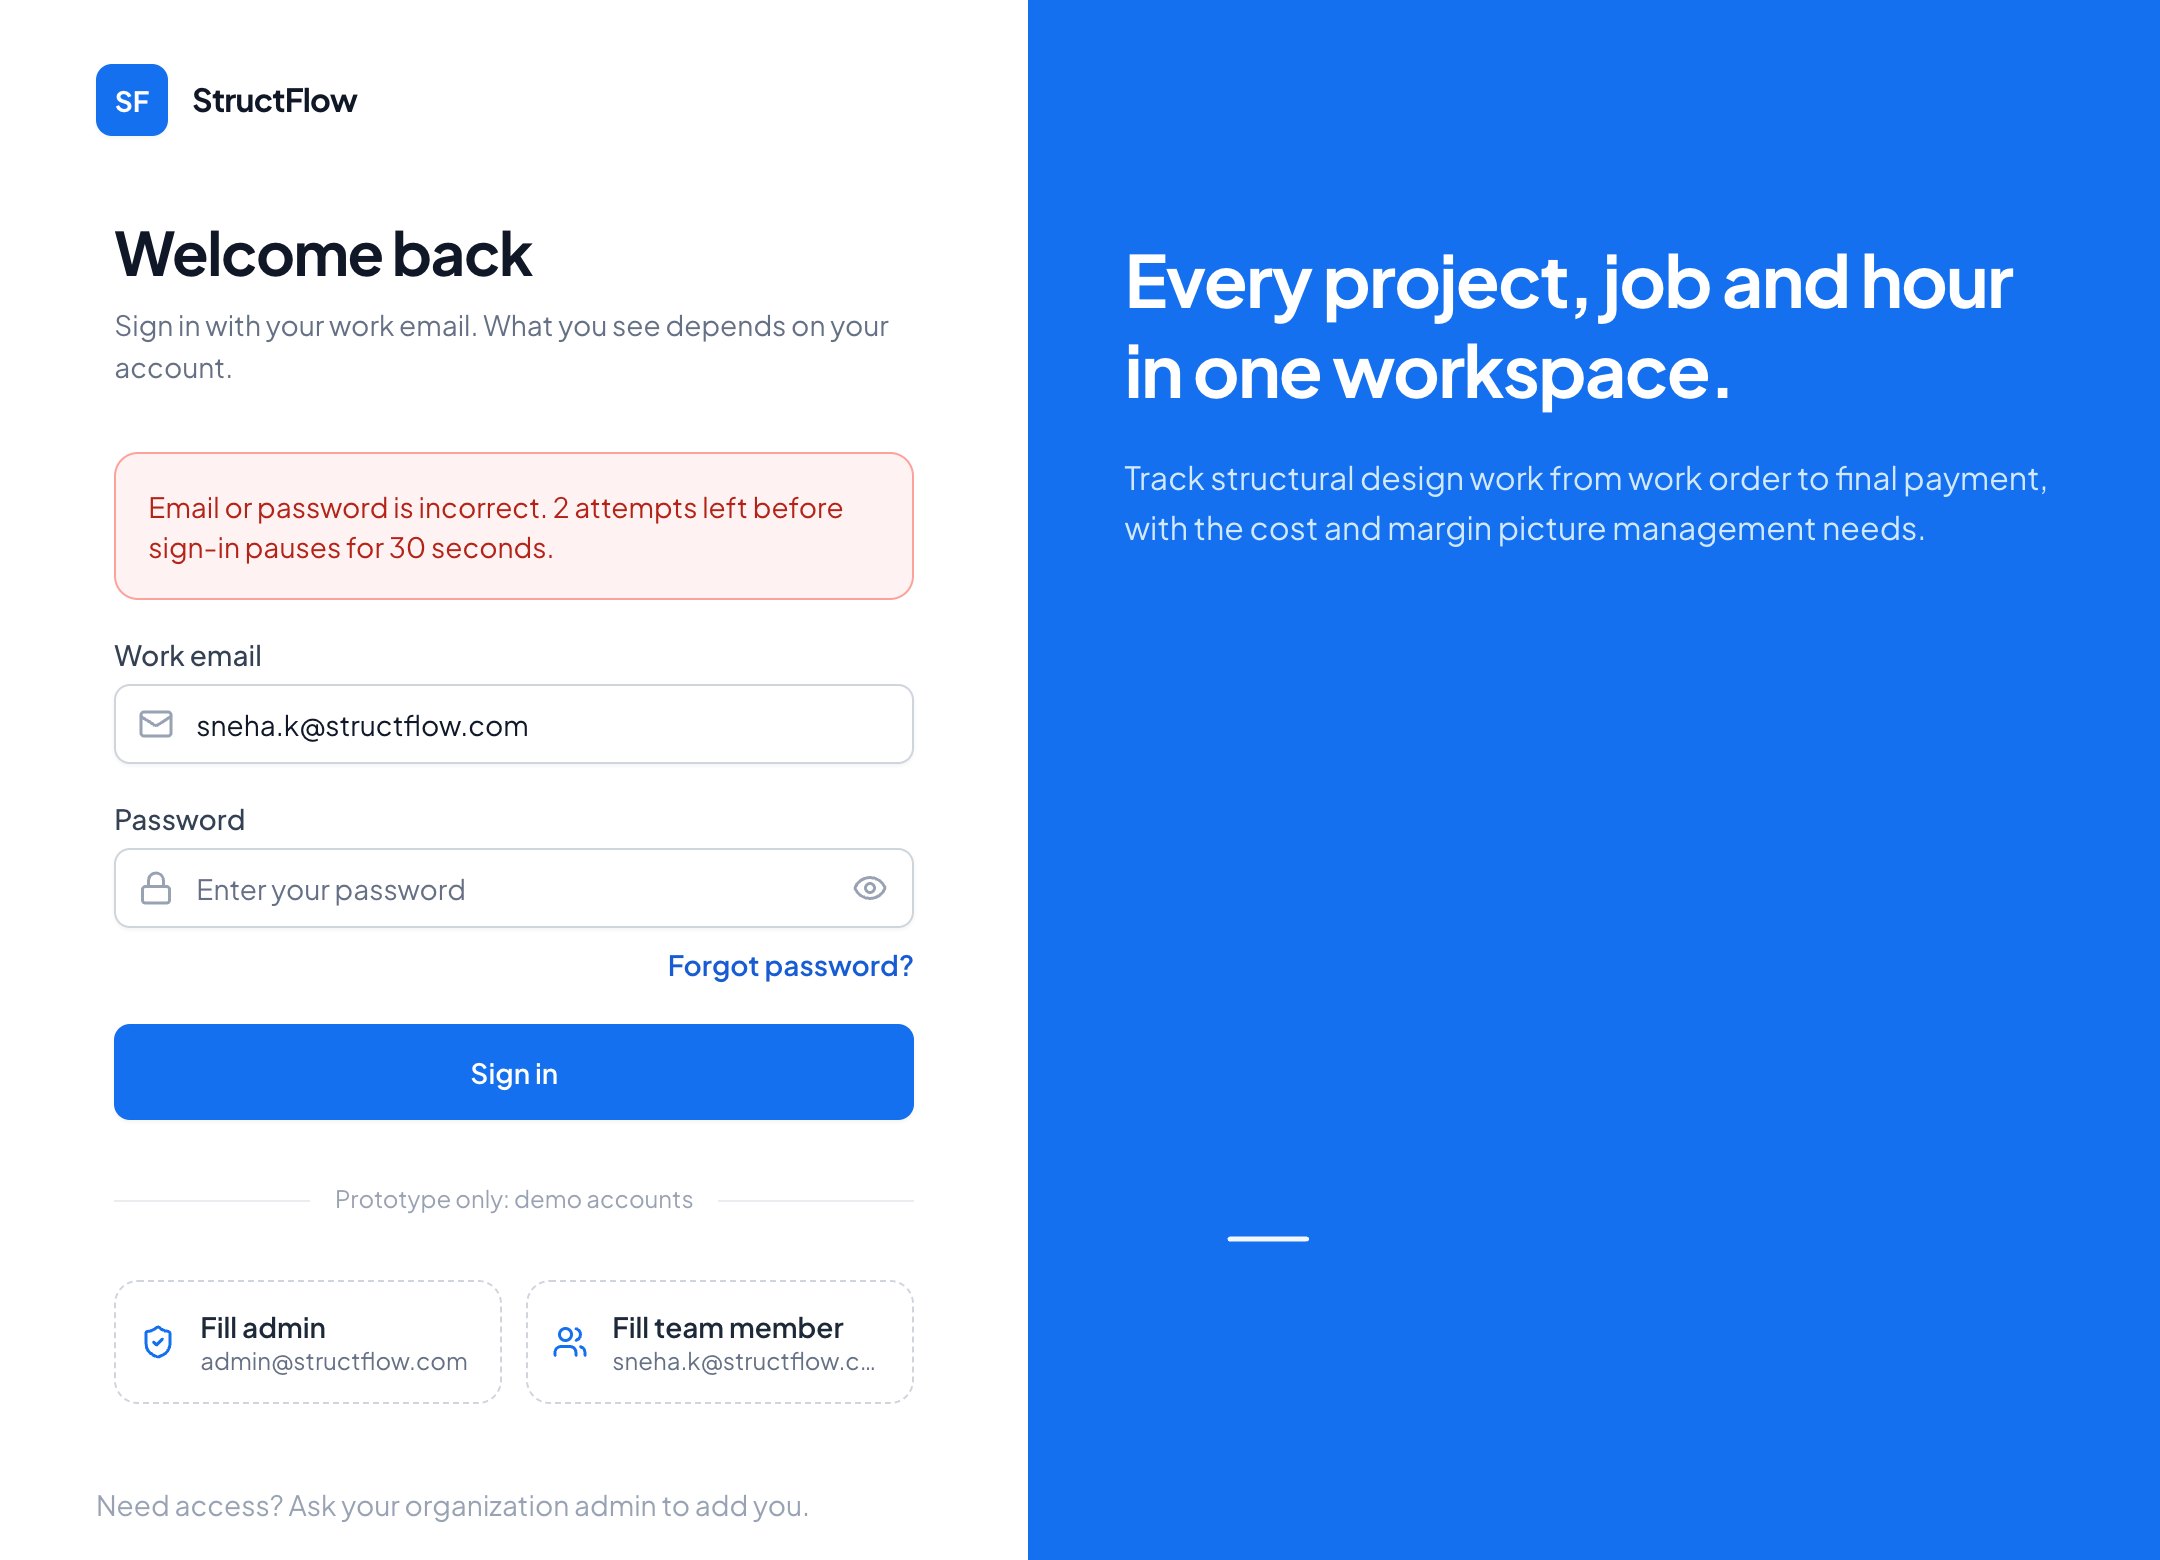 SF StructFlow
Welcome back
Sign in with your work email. What you see depends on your
account.
Email or password is incorrect. 2 attempts left before
sign-in pauses for 30 seconds.
Work email
sneha.k@structflow.com
Password
Enter your password
Forgot password?
Sign in
Prototype only: demo accounts
Fill admin
admin@structflow.com
Fill team member
sneha.k@structflow.c...
Need access? Ask your organization admin to add you.
Every project, job and hour
in one workspace.
Track structural design work from work order to final payment,
with the cost and margin picture management needs.